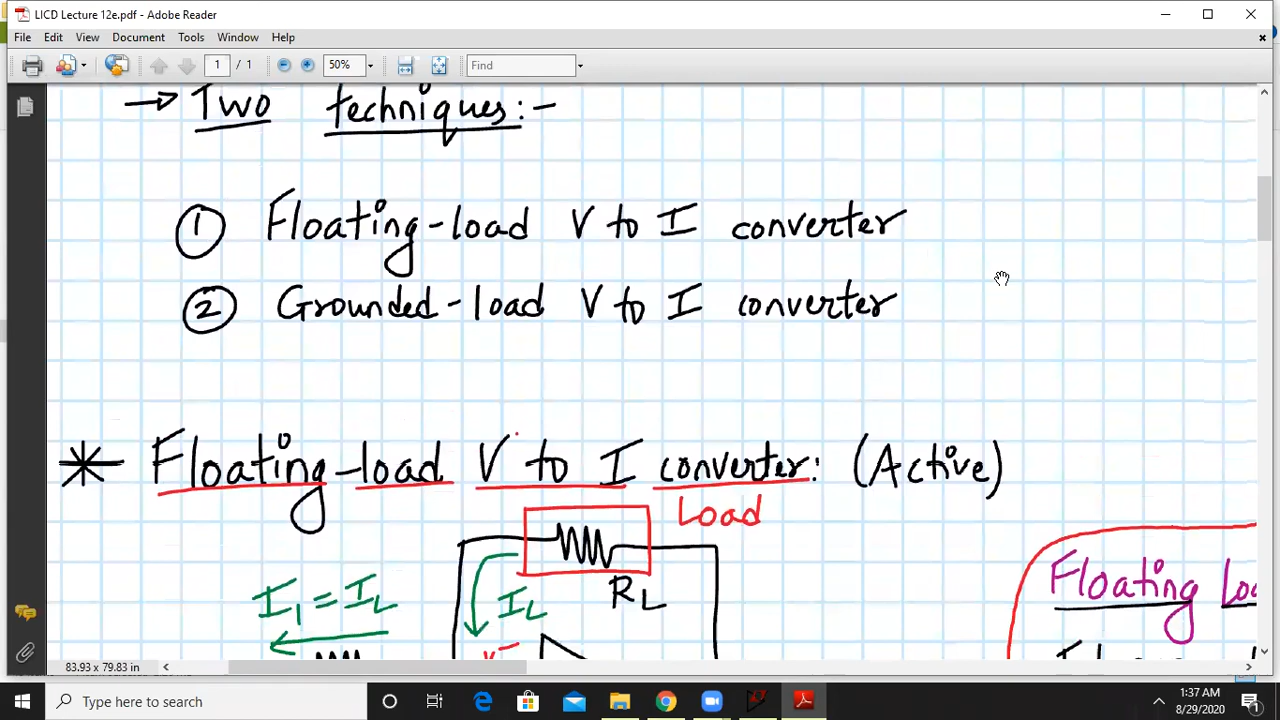 LICD Lecture 12e.pdf - Adobe Reader
File Edit View Document Tools Window Help
1 / 1 50% Find
→ Two techniques:-
① Floating-load V to I converter
② Grounded-load V to I converter
* Floating-load V to I converter: (Active)
Load
RL
I1 = IL
IL
V-
Floating Loa
83.93 x 79.83 in
Type here to search
1:37 AM
8/29/2020